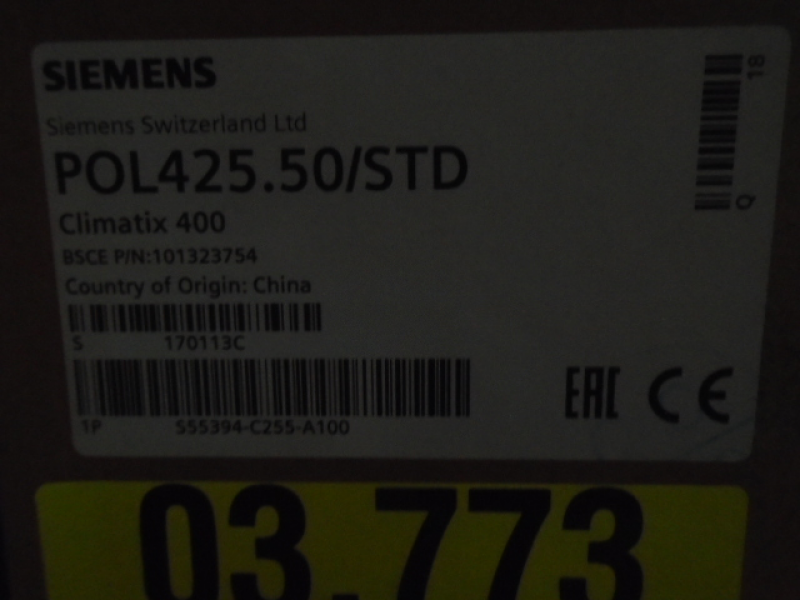 SIEMENS
Siemens Switzerland Ltd
POL425.50/STD
Climatix 400
BSCE P/N:101323754
Country of Origin: China
S 170113C
1P S55394-C255-A100
Q 18
EAC CE
03.773